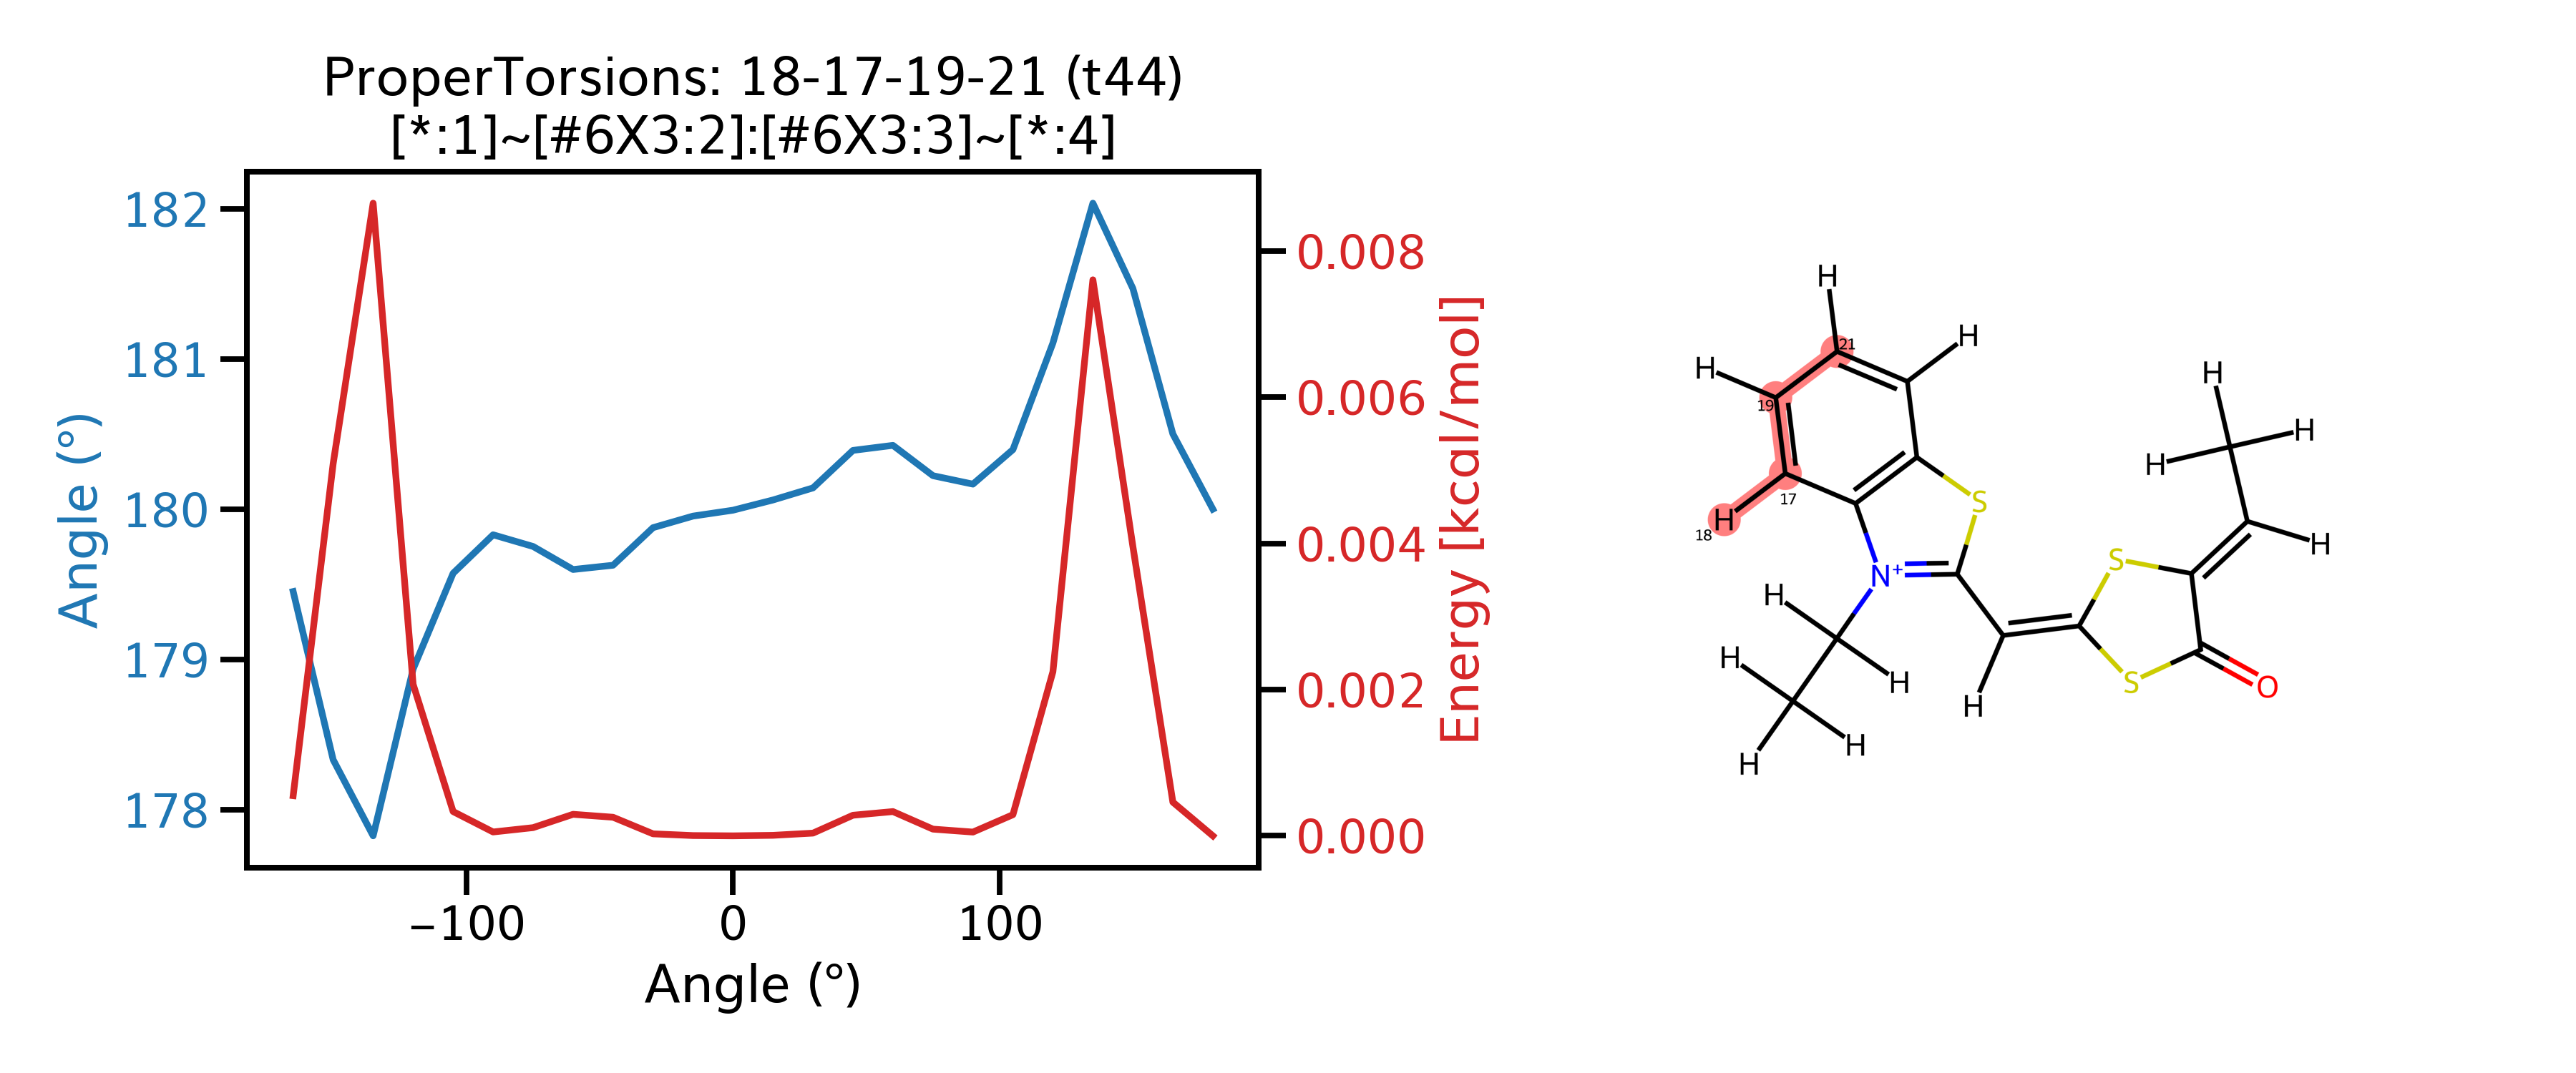 ProperTorsions: 18-17-19-21 (t44)
[*:1]~[#6X3:2]:[#6X3:3]~[*:4]
182
181
180
179
178
Angle (°)
−100 0 100
Angle (°)
0.008
0.006
0.004
0.002
0.000
Energy [kcal/mol]
H
H
21
H
H
19
H
H
H
17
H
18
S
H
S
N+
H
H
S
O
H
H
H
H
H